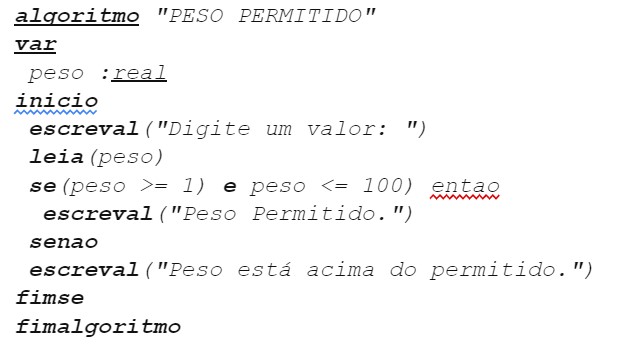 algoritmo "PESO PERMITIDO"
var
peso :real
inicio
escreval("Digite um valor: ")
leia(peso)
se(peso >= 1) e peso <= 100) entao
escreval("Peso Permitido.")
senao
escreval("Peso está acima do permitido.")
fimse
fimalgoritmo